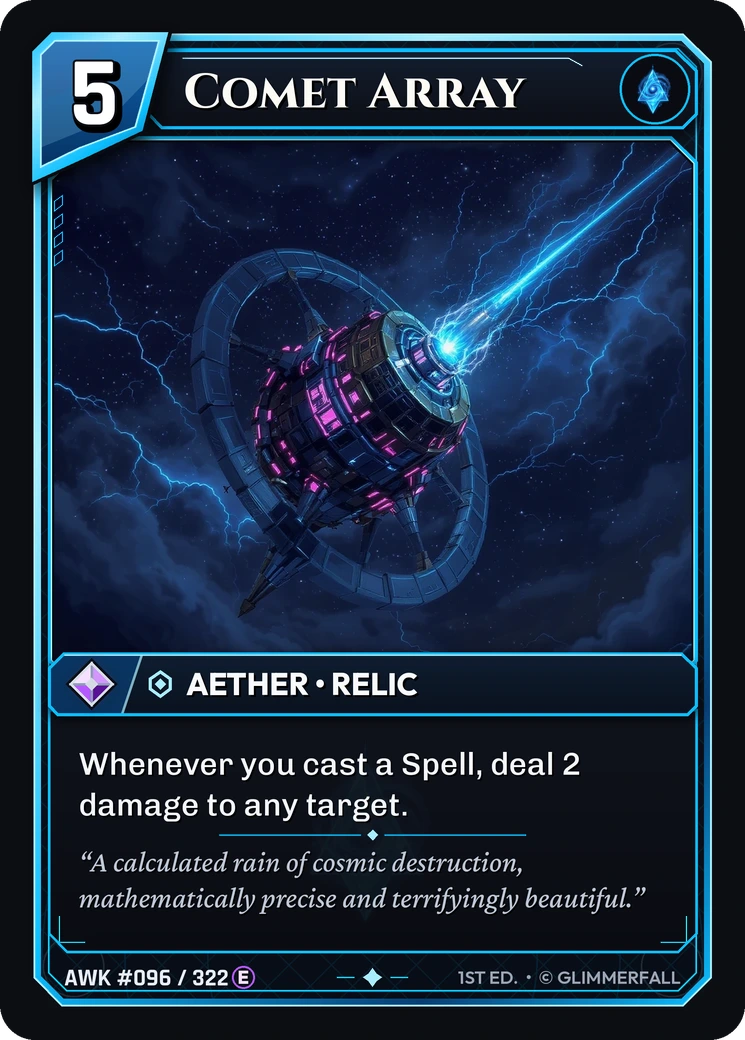 5
Comet Array
AETHER • RELIC
Whenever you cast a Spell, deal 2
damage to any target.
“A calculated rain of cosmic destruction,
mathematically precise and terrifyingly beautiful.”
AWK #096 / 322 E
1ST ED. • © GLIMMERFALL